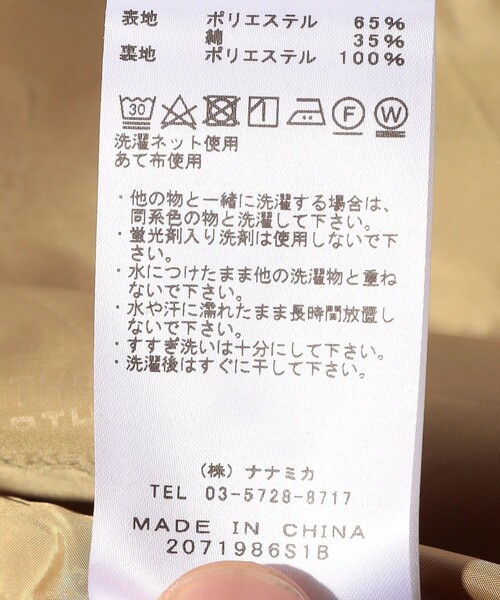 表地 ポリエステル 65%
綿 35%
裏地 ポリエステル 100%
30 F W
洗濯ネット使用
あて布使用
・他の物と一緒に洗濯する場合は、
同系色の物と洗濯して下さい。
・蛍光剤入り洗剤は使用しないで下
さい。
・水につけたまま他の洗濯物と重ね
ないで下さい。
・水や汗に濡れたまま長時間放置し
ないで下さい。
・すすぎ洗いは十分にして下さい。
・洗濯後はすぐに干して下さい。
(株) ナナミカ
TEL 03-5728-8717
MADE IN CHINA
2071986S1B